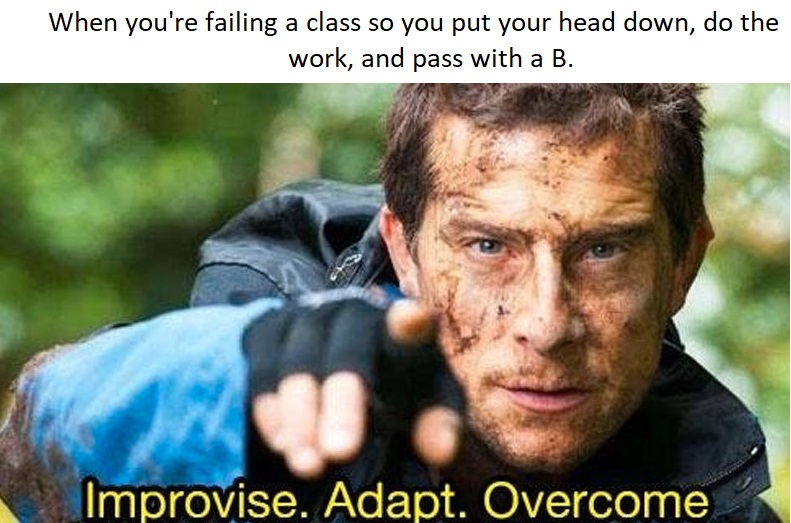 When you're failing a class so you put your head down, do the
work, and pass with a B.
Improvise. Adapt. Overcome